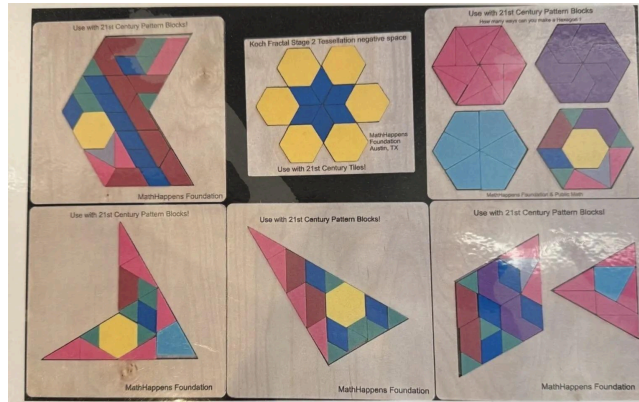 Use with 21st Century Pattern Blocks!
MathHappens Foundation
Koch Fractal Stage 2 Tessellation negative space
MathHappens
Foundation
Austin, TX
Use with 21st Century Tiles!
Use with 21st Century Pattern Blocks
How many ways can you make a Hexagon?
MathHappens Foundation & Public Math
Use with 21st Century Pattern Blocks!
MathHappens Foundation
Use with 21st Century Pattern Blocks!
MathHappens Foundation
Use with 21st Century Pattern Blocks!
MathHappens Foundation